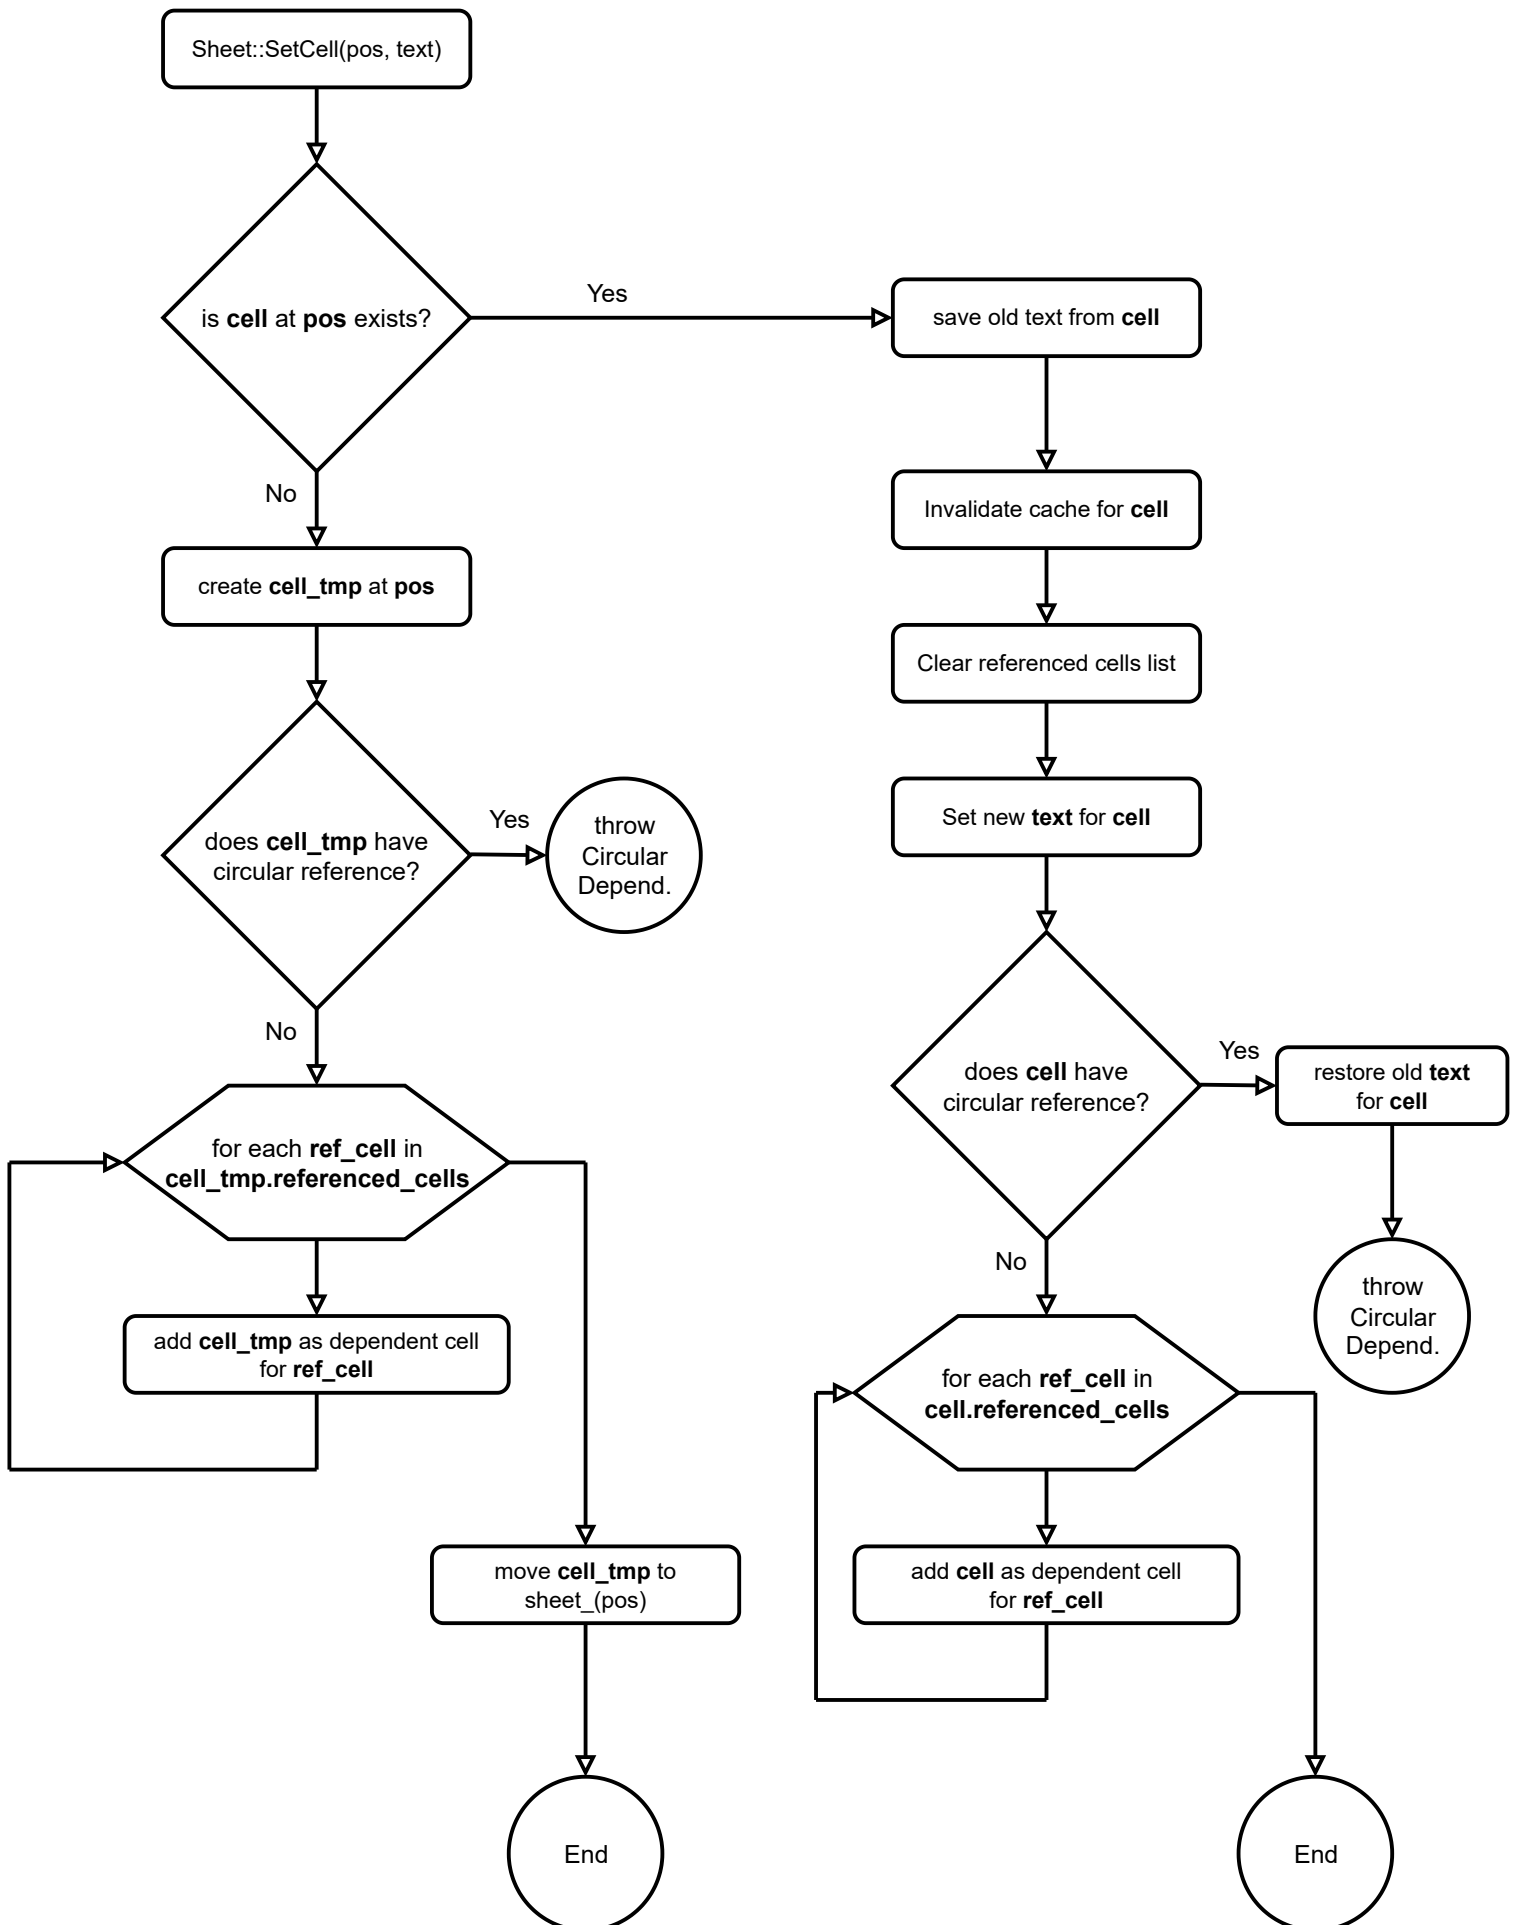 Sheet::SetCell(pos, text)
is cell at pos exists?
Yes
No
create cell_tmp at pos
does cell_tmp have
circular reference?
Yes
throw
Circular
Depend.
No
for each ref_cell in
cell_tmp.referenced_cells
add cell_tmp as dependent cell
for ref_cell
move cell_tmp to
sheet_(pos)
End
save old text from cell
Invalidate cache for cell
Clear referenced cells list
Set new text for cell
does cell have
circular reference?
Yes
restore old text
for cell
throw
Circular
Depend.
No
for each ref_cell in
cell.referenced_cells
add cell as dependent cell
for ref_cell
End